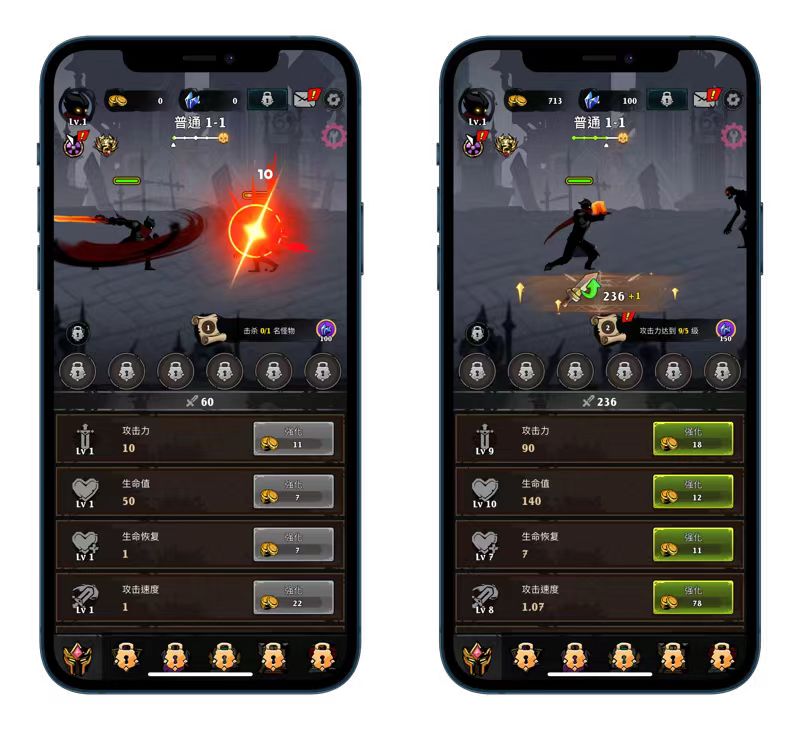 0
0
Lv.1
普通 1-1
10
1
击杀 0/1 名怪物
100
60
攻击力
10
Lv 1
强化
11
生命值
50
Lv 1
强化
7
生命恢复
1
Lv 1
强化
7
攻击速度
1
Lv 1
强化
22
713
100
Lv.1
普通 1-1
236 +1
2
攻击力达到 9/5 级
150
236
攻击力
90
Lv 9
强化
18
生命值
140
Lv 10
强化
12
生命恢复
7
Lv 7
强化
11
攻击速度
1.07
Lv 8
强化
78